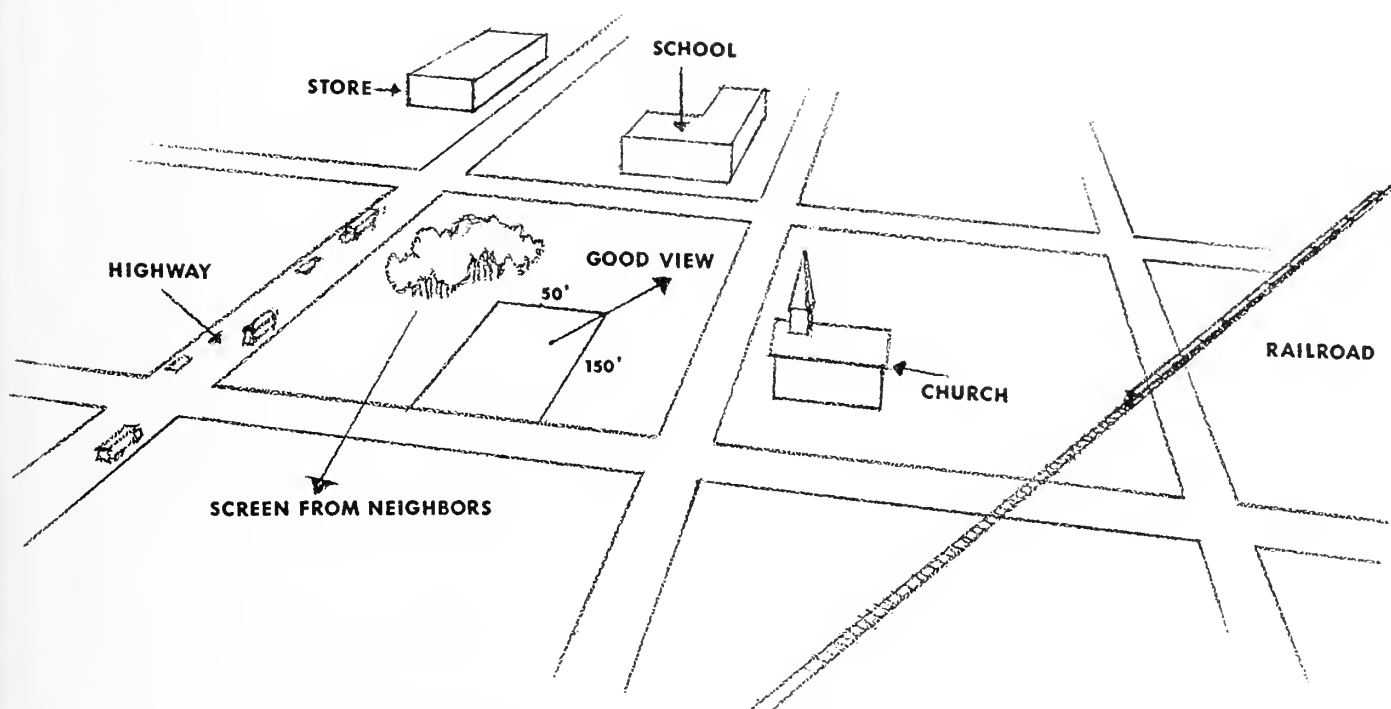 SCHOOL
STORE
HIGHWAY
GOOD VIEW
50'
150'
RAILROAD
CHURCH
SCREEN FROM NEIGHBORS